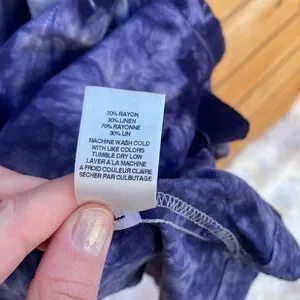 70% RAYON
30% LINEN
70% RAYONNE
30% LIN
MACHINE WASH COLD
WITH LIKE COLORS
TUMBLE DRY LOW
LAVER A LA MACHINE
A FROID COULEUR CLAIRE
SECHER PAR CULBUTAGE